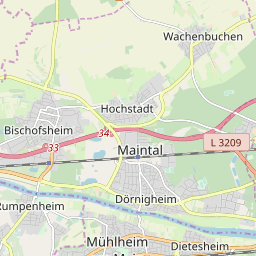 Wachenbuchen
Hochstadt
Bischofsheim
34
L 3209
33
Maintal
Dörnigheim
Rumpenheim
Mühlheim
Dietesheim